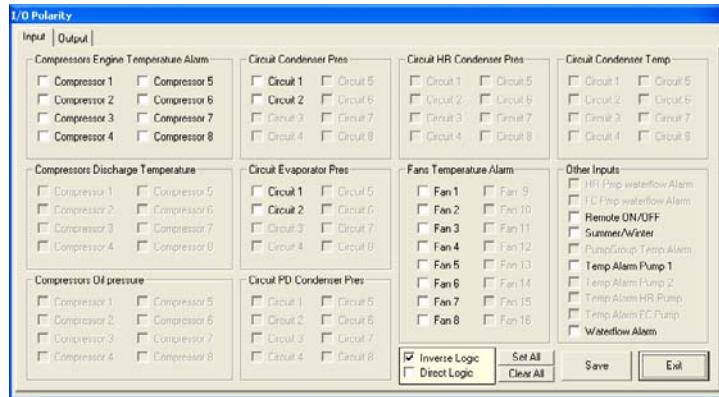 I/O Polarity
Input Output
Compressors Engine Temperature Alarm
Compressor 1 Compressor 5
Compressor 2 Compressor 6
Compressor 3 Compressor 7
Compressor 4 Compressor 8
Circuit Condenser Pres
Circuit 1 Circuit 5
Circuit 2 Circuit 6
Circuit 3 Circuit 7
Circuit 4 Circuit 8
Circuit HR Condenser Pres
Circuit 1 Circuit 5
Circuit 2 Circuit 6
Circuit 3 Circuit 7
Circuit 4 Circuit 8
Circuit Condenser Temp
Circuit 1 Circuit 5
Circuit 2 Circuit 6
Circuit 3 Circuit 7
Circuit 4 Circuit 8
Compressors Discharge Temperature
Compressor 1 Compressor 5
Compressor 2 Compressor 6
Compressor 3 Compressor 7
Compressor 4 Compressor 8
Circuit Evaporator Pres
Circuit 1 Circuit 5
Circuit 2 Circuit 6
Circuit 3 Circuit 7
Circuit 4 Circuit 8
Fans Temperature Alarm
Fan 1 Fan 9
Fan 2 Fan 10
Fan 3 Fan 11
Fan 4 Fan 12
Fan 5 Fan 13
Fan 6 Fan 14
Fan 7 Fan 15
Fan 8 Fan 16
Other Inputs
HR Pmp waterflow Alarm
FC Pmp waterflow Alarm
Remote ON/OFF
Summer/Winter
PumpGroup Temp Alarm
Temp Alarm Pump 1
Temp Alarm Pump 2
Temp Alarm HR Pump
Temp Alarm FC Pump
Waterflow Alarm
Compressors Oil pressure
Compressor 1 Compressor 5
Compressor 2 Compressor 6
Compressor 3 Compressor 7
Compressor 4 Compressor 8
Circuit PD Condenser Pres
Circuit 1 Circuit 5
Circuit 2 Circuit 6
Circuit 3 Circuit 7
Circuit 4 Circuit 8
Inverse Logic Set All
Direct Logic Clear All
Save Exit